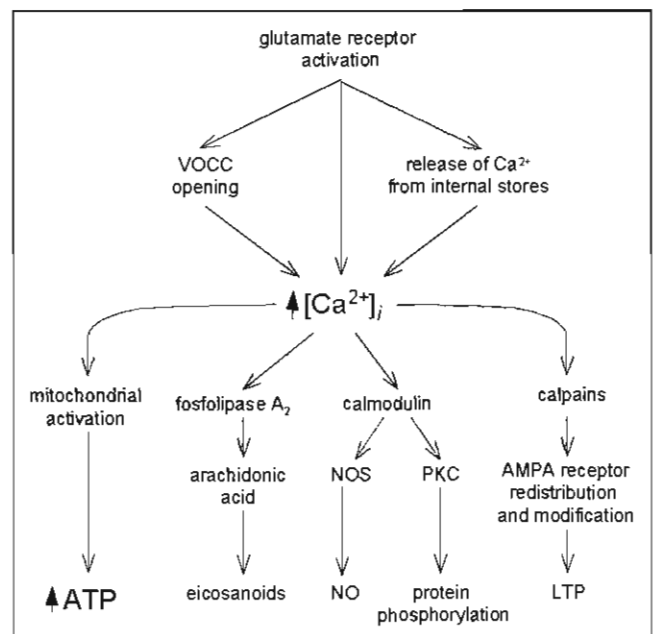 glutamate receptor
activation
VOCC
opening
release of Ca²⁺
from internal stores
[Ca²⁺]ᵢ
mitochondrial
activation
fosfolipase A₂
calmodulin
calpains
arachidonic
acid
NOS
PKC
AMPA receptor
redistribution
and modification
ATP
eicosanoids
NO
protein
phosphorylation
LTP